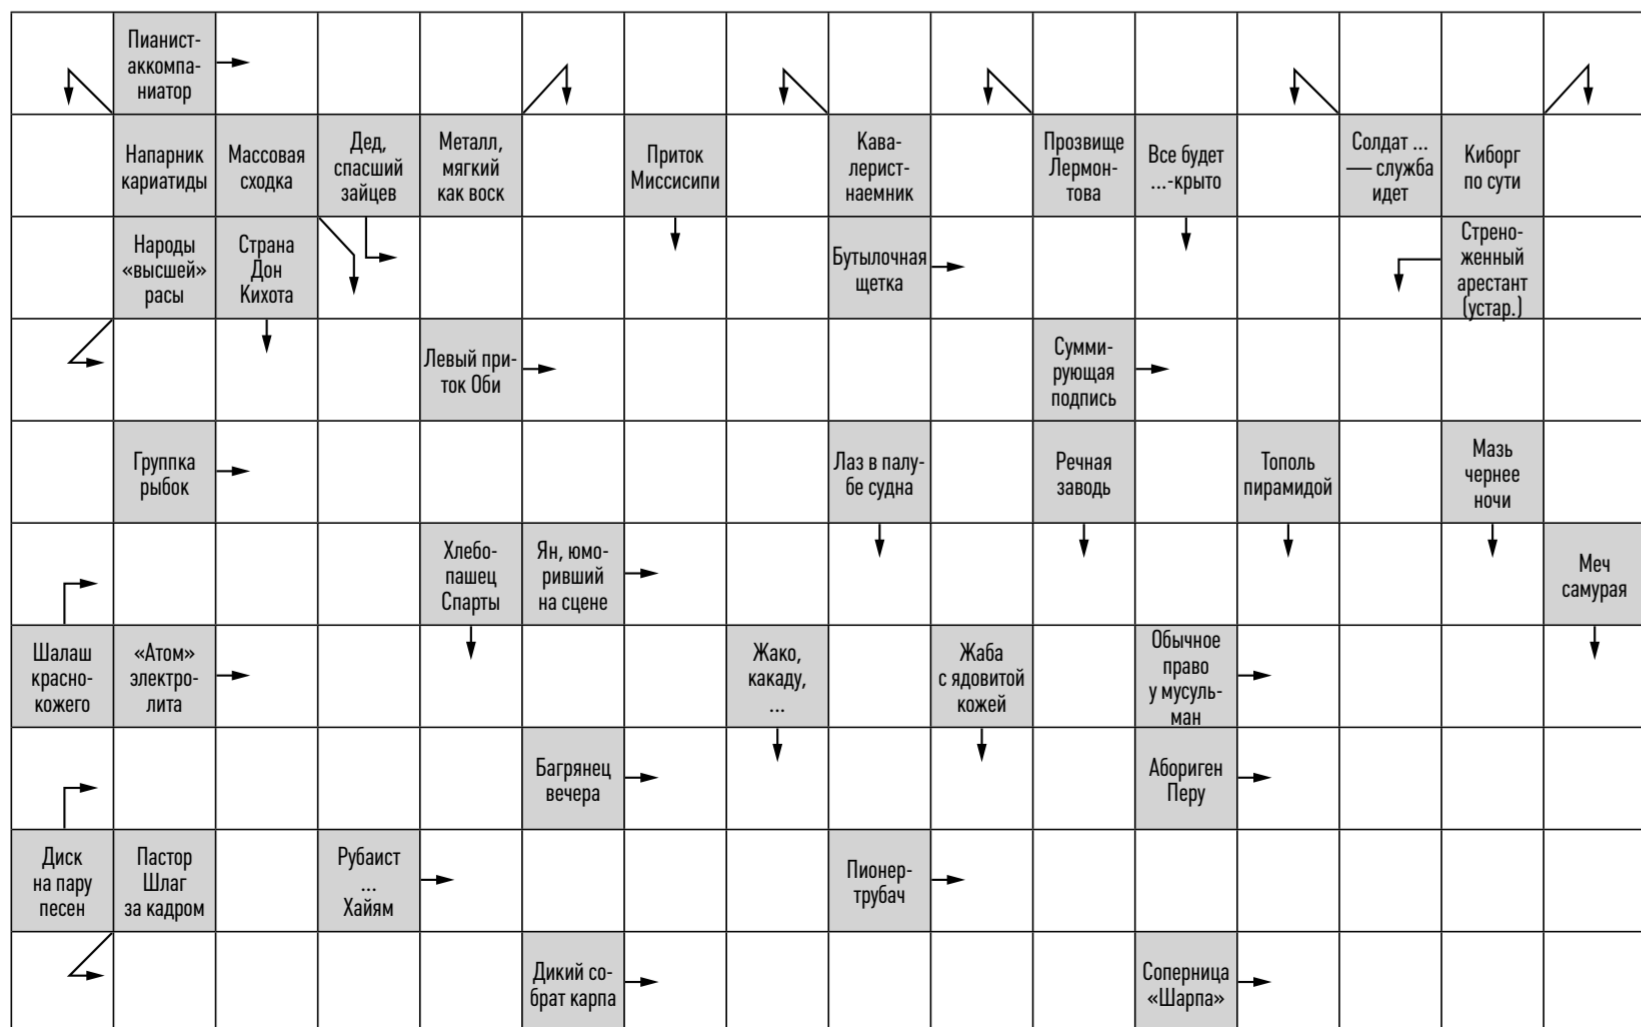 Пианист-
аккомпа-
ниатор
Напарник
кариатиды
Массовая
сходка
Дед,
спасший
зайцев
Металл,
мягкий
как воск
Приток
Миссисипи
Кава-
лерист-
наемник
Прозвище
Лермон-
това
Все будет
...-крыто
Солдат ...
— служба
идет
Киборг
по сути
Народы
«высшей»
расы
Страна
Дон
Кихота
Бутылочная
щетка
Стрено-
женный
арестант
(устар.)
Левый при-
ток Оби
Сумми-
рующая
подпись
Группка
рыбок
Лаз в палу-
бе судна
Речная
заводь
Тополь
пирамидой
Мазь
чернее
ночи
Хлебо-
пашец
Спарты
Ян, юмо-
ривший
на сцене
Меч
самурая
Шалаш
красно-
кожего
«Атом»
электро-
лита
Жако,
какаду,
...
Жаба
с ядовитой
кожей
Обычное
право
у мусуль-
ман
Багрянец
вечера
Абориген
Перу
Диск
на пару
песен
Пастор
Шлаг
за кадром
Рубаист
...
Хайям
Пионер-
трубач
Дикий со-
брат карпа
Соперница
«Шарпа»